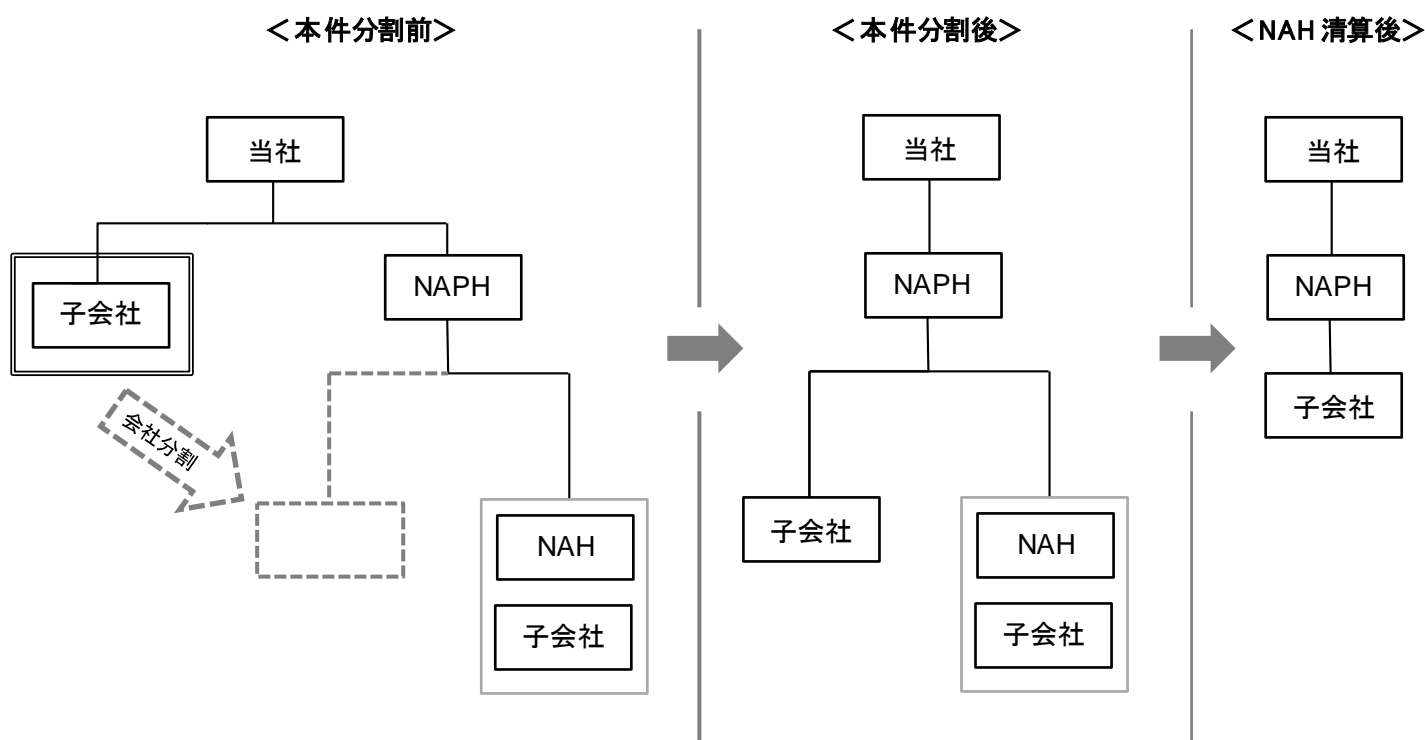 ＜本件分割前＞
当社
子会社
NAPH
会社分割
NAH
子会社
＜本件分割後＞
当社
NAPH
子会社
NAH
子会社
＜NAH 清算後＞
当社
NAPH
子会社